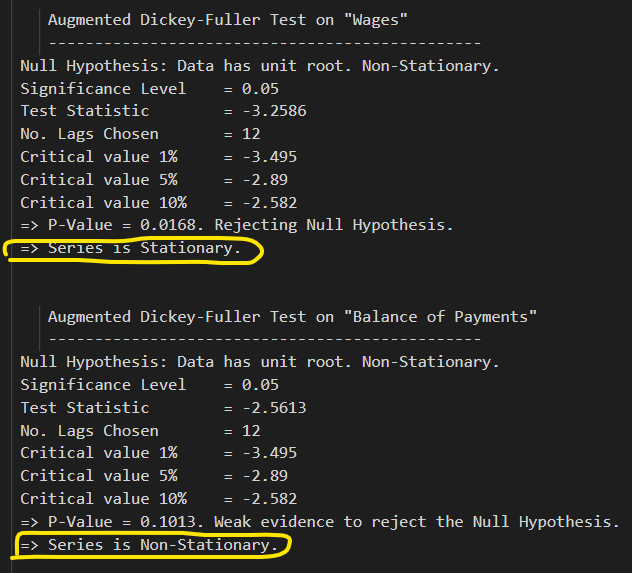 Augmented Dickey-Fuller Test on "Wages"
-----------------------------------------------
Null Hypothesis: Data has unit root. Non-Stationary.
Significance Level = 0.05
Test Statistic = -3.2586
No. Lags Chosen = 12
Critical value 1% = -3.495
Critical value 5% = -2.89
Critical value 10% = -2.582
=> P-Value = 0.0168. Rejecting Null Hypothesis.
=> Series is Stationary.
Augmented Dickey-Fuller Test on "Balance of Payments"
-----------------------------------------------
Null Hypothesis: Data has unit root. Non-Stationary.
Significance Level = 0.05
Test Statistic = -2.5613
No. Lags Chosen = 12
Critical value 1% = -3.495
Critical value 5% = -2.89
Critical value 10% = -2.582
=> P-Value = 0.1013. Weak evidence to reject the Null Hypothesis.
=> Series is Non-Stationary.